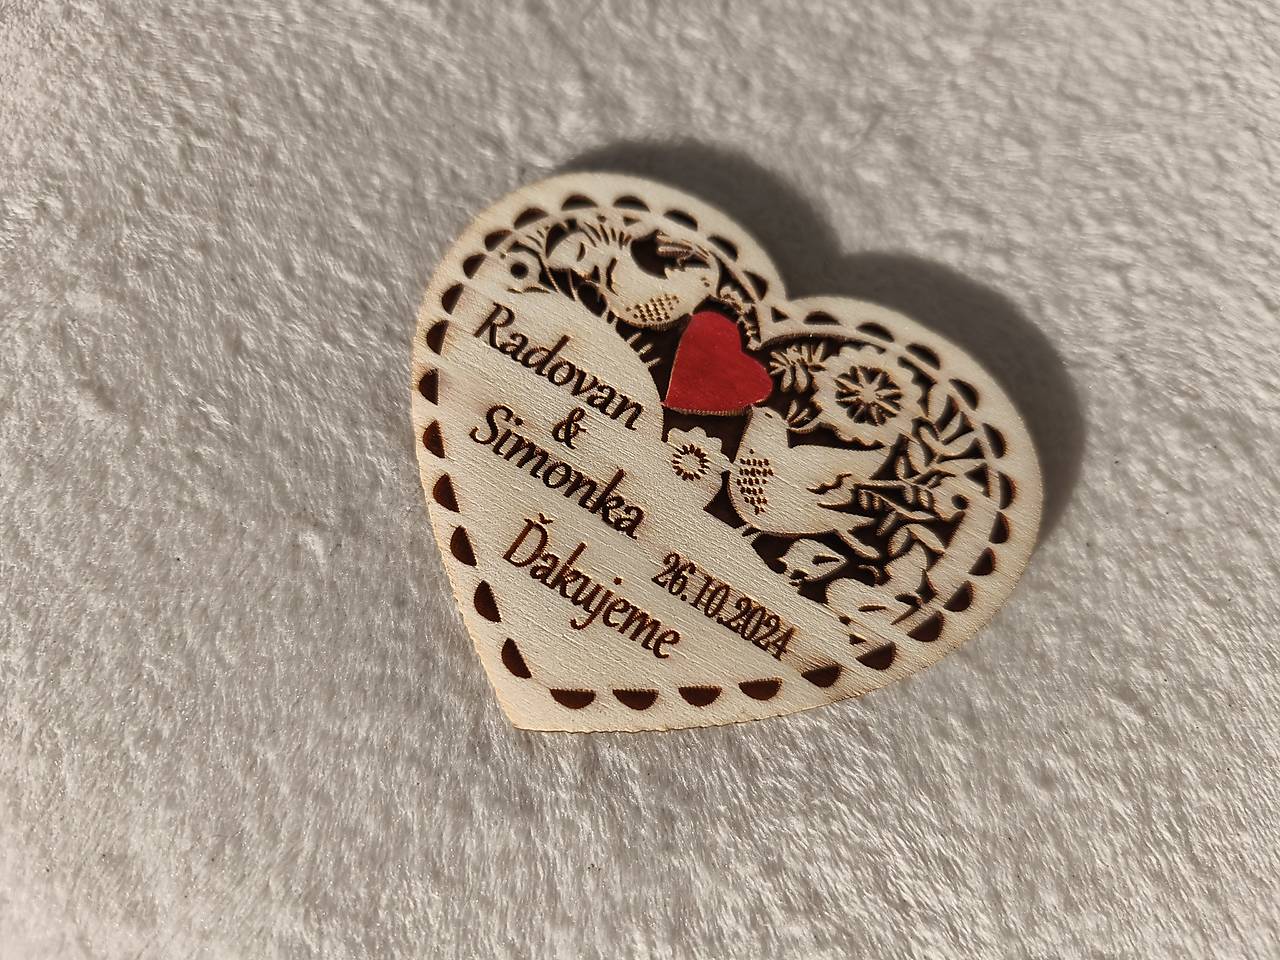 Radovan
&
Simonka
26.10.2024
Ďakujeme